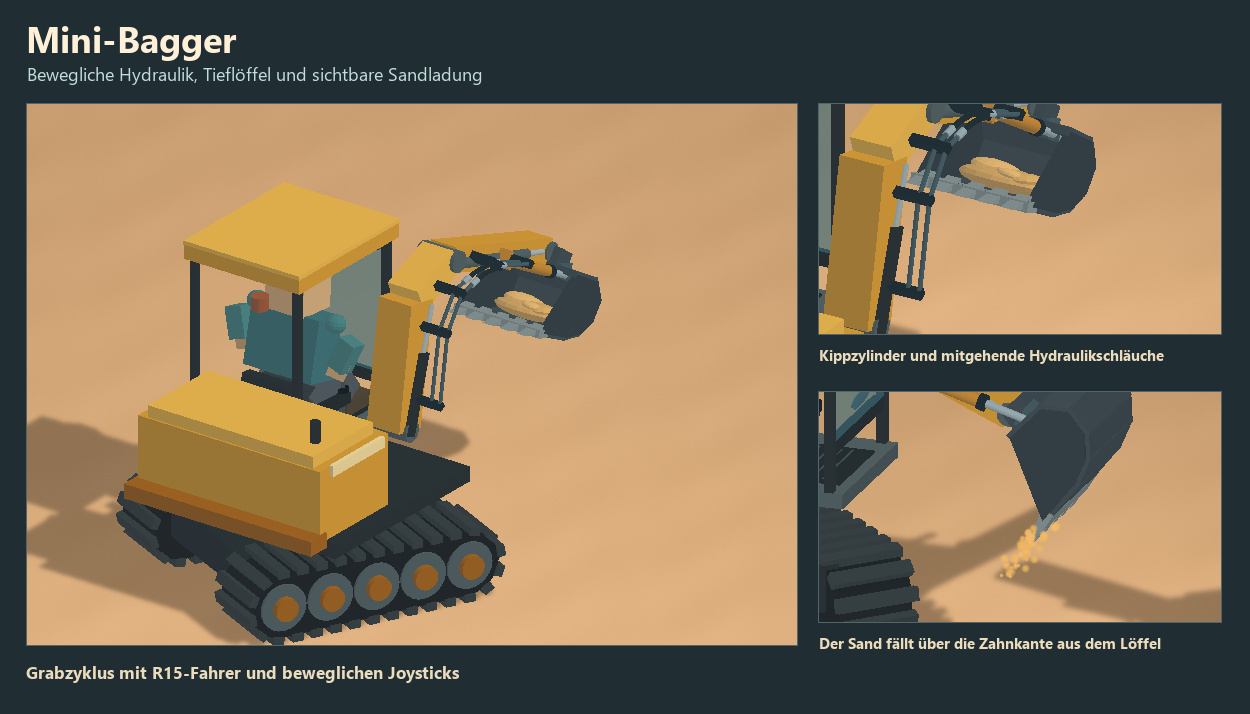 Mini-Bagger
Bewegliche Hydraulik, Tieflöffel und sichtbare Sandladung
Kippzylinder und mitgehende Hydraulikschläuche
Der Sand fällt über die Zahnkante aus dem Löffel
Grabzyklus mit R15-Fahrer und beweglichen Joysticks